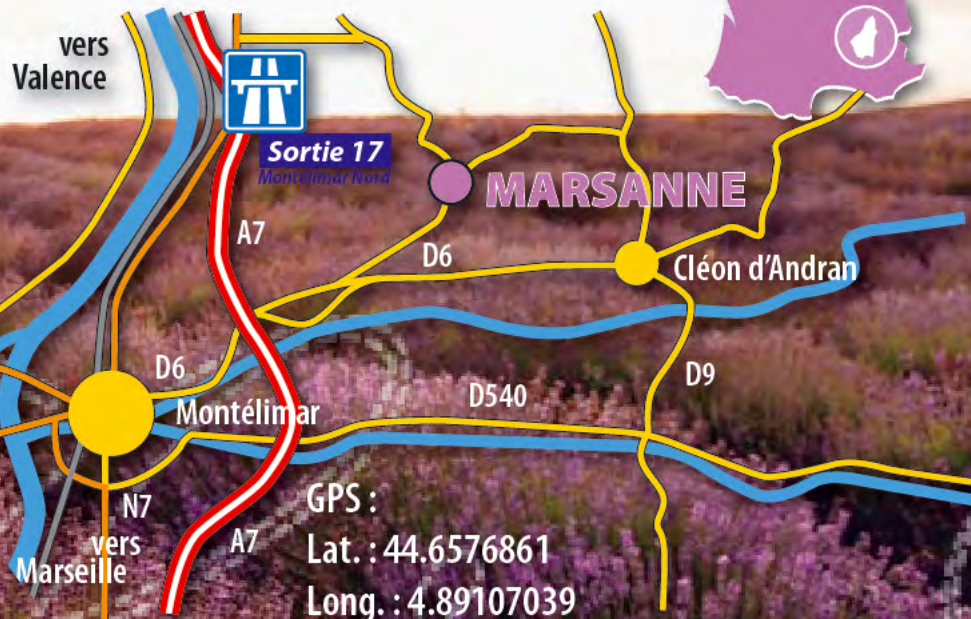 vers
Valence
Sortie 17
Montélimar Nord
MARSANNE
A7
D6
Cléon d'Andran
D6
D9
D540
Montélimar
N7
vers
Marseille
A7
GPS :
Lat. : 44.6576861
Long. : 4.89107039